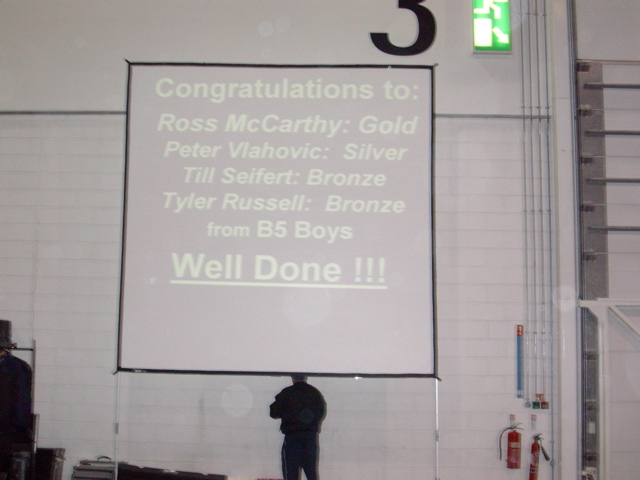 3
Congratulations to:
Ross McCarthy: Gold
Peter Vlahovic: Silver
Till Seifert: Bronze
Tyler Russell: Bronze
from B5 Boys
Well Done !!!